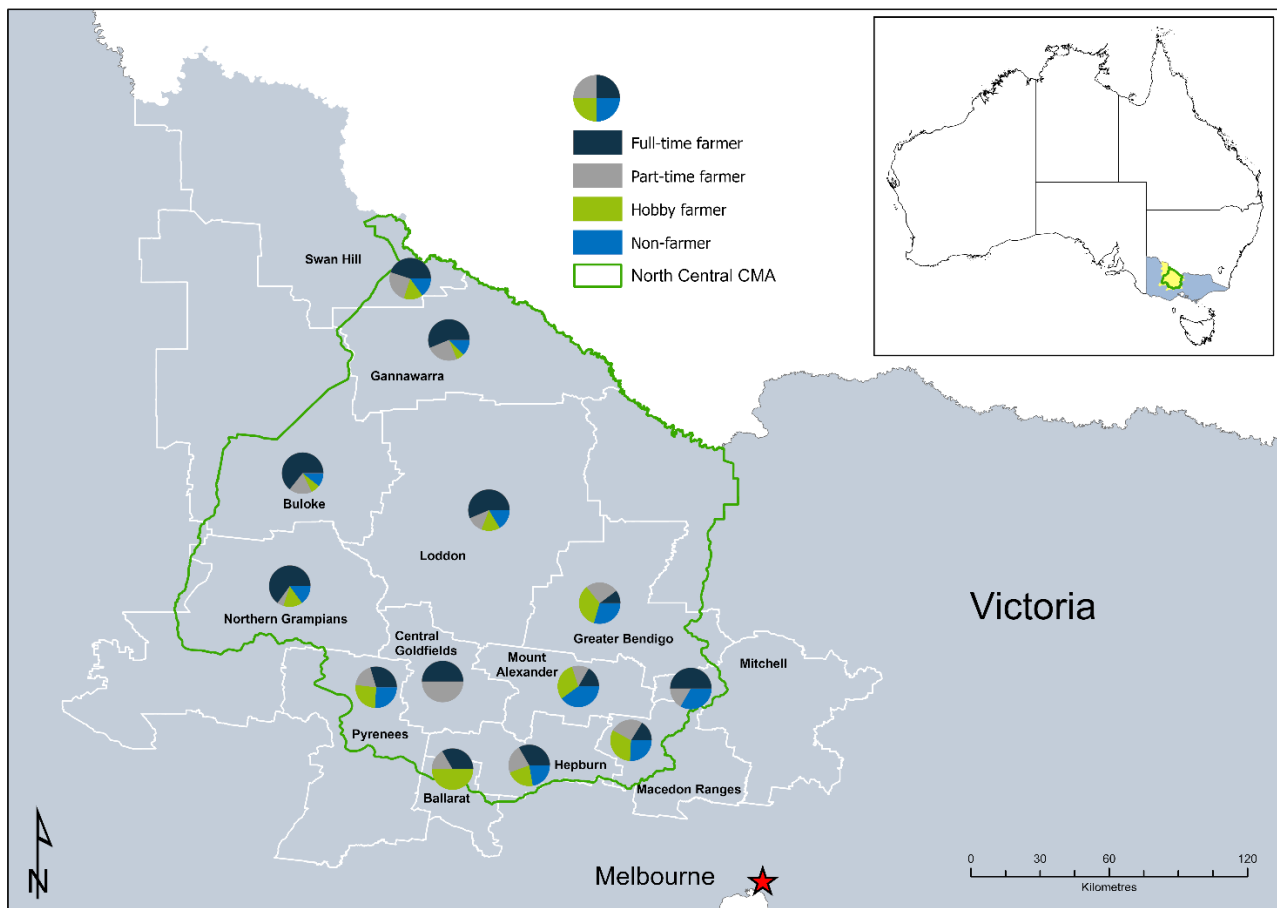 Full-time farmer
Part-time farmer
Hobby farmer
Non-farmer
North Central CMA
Swan Hill
Gannawarra
Buloke
Loddon
Northern Grampians
Greater Bendigo
Central
Goldfields
Mount
Alexander
Mitchell
Pyrenees
Hepburn
Ballarat
Macedon Ranges
Victoria
Melbourne
N
0 30 60 120
Kilometres